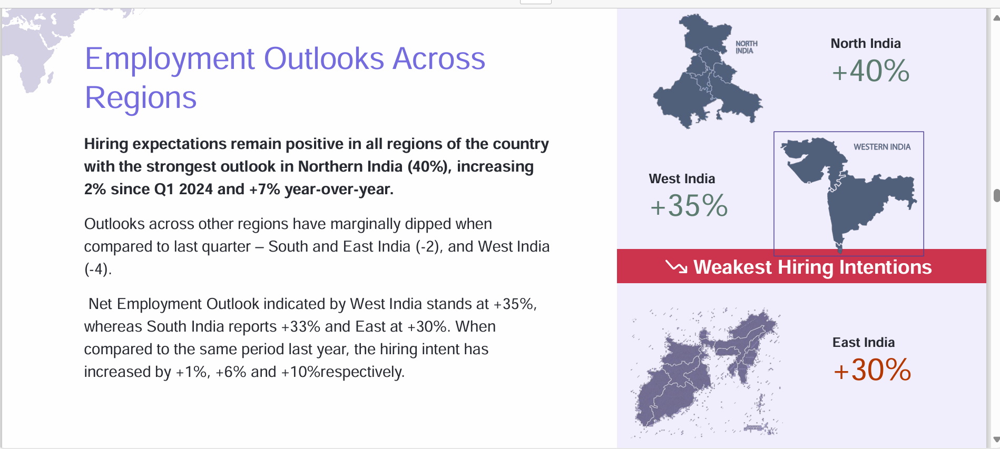 Employment Outlooks Across
Regions
Hiring expectations remain positive in all regions of the country
with the strongest outlook in Northern India (40%), increasing
2% since Q1 2024 and +7% year-over-year.
Outlooks across other regions have marginally dipped when
compared to last quarter – South and East India (-2), and West India
(-4).
Net Employment Outlook indicated by West India stands at +35%,
whereas South India reports +33% and East at +30%. When
compared to the same period last year, the hiring intent has
increased by +1%, +6% and +10%respectively.
NORTH
INDIA
North India
+40%
WESTERN INDIA
West India
+35%
Weakest Hiring Intentions
East India
+30%